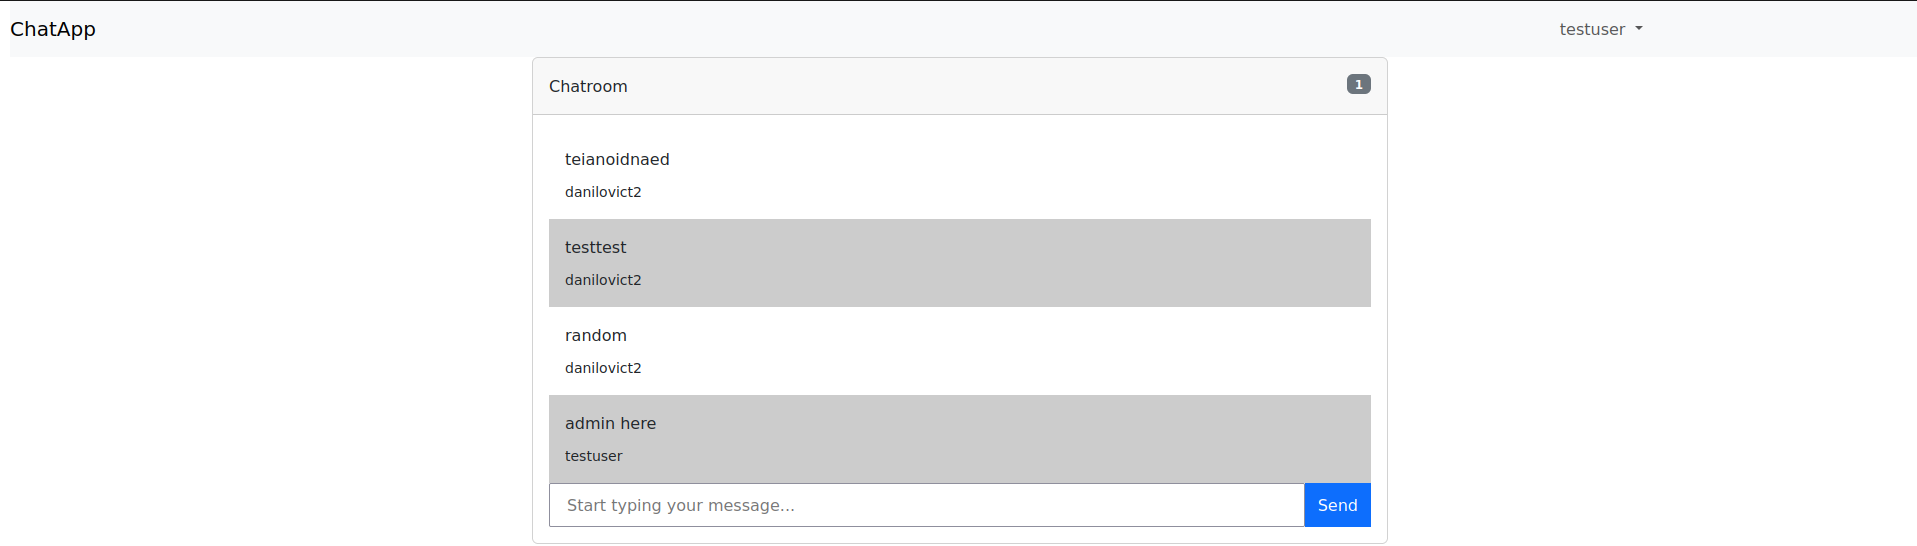 ChatApp
testuser
Chatroom
1
teianoidnaed
danilovict2
testtest
danilovict2
random
danilovict2
admin here
testuser
Start typing your message...
Send